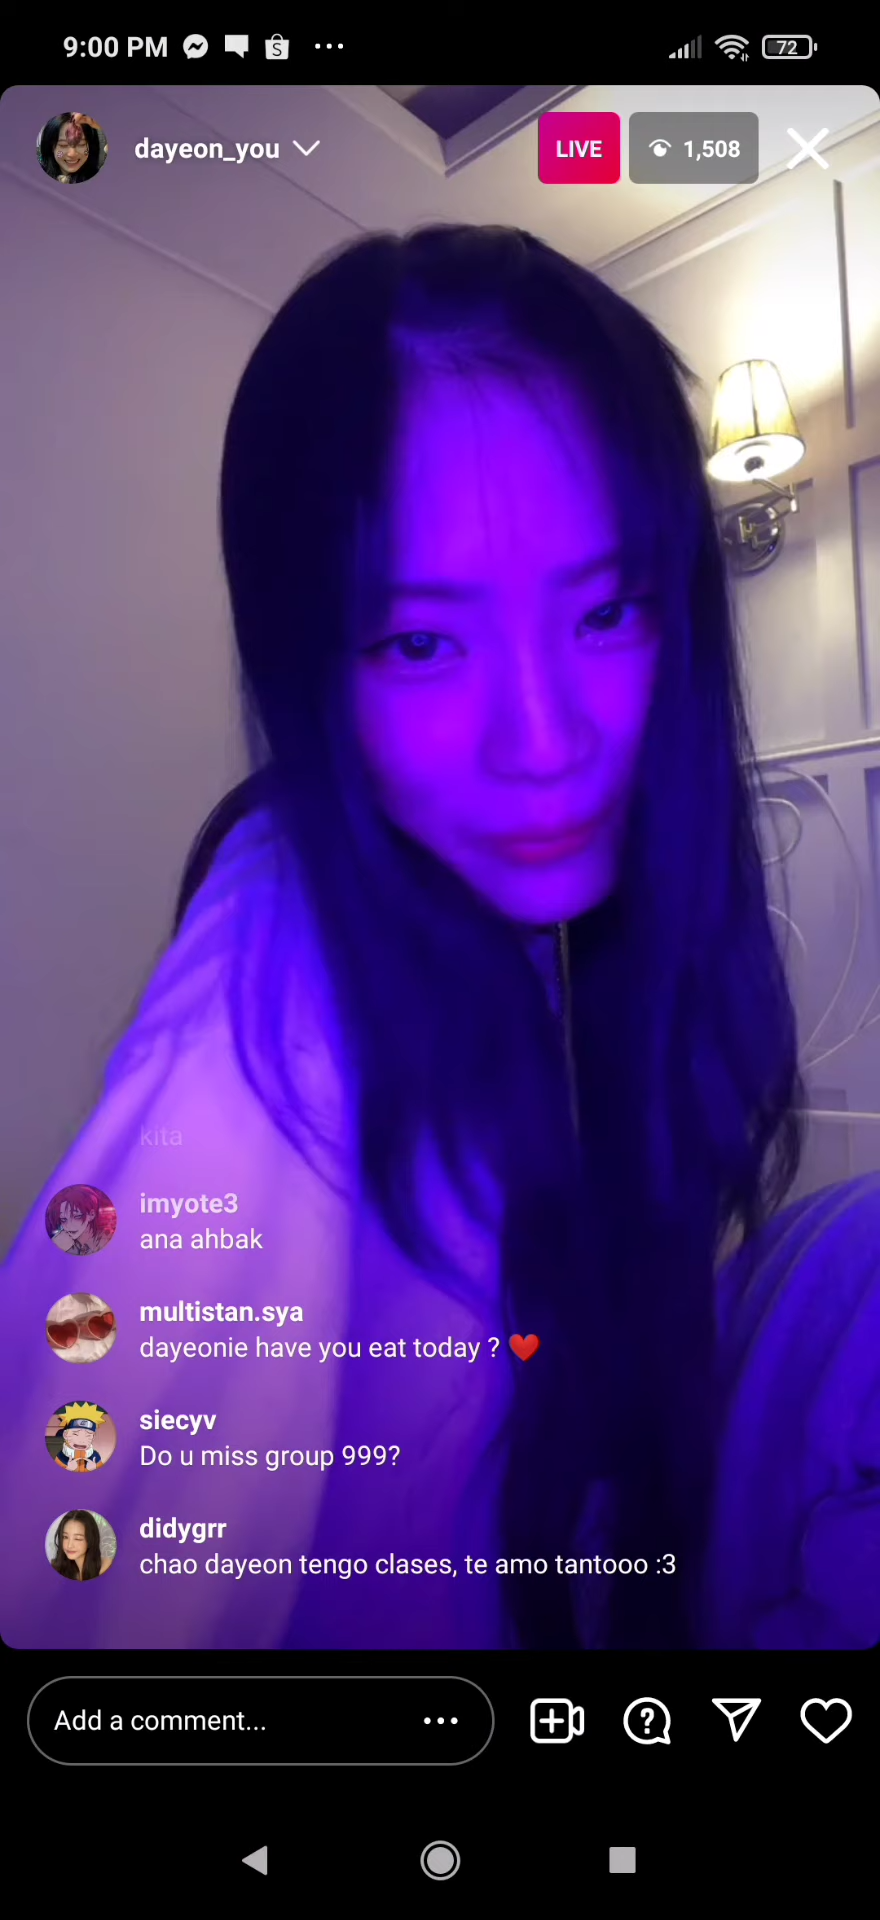 9:00 PM
72
dayeon_you
LIVE
1,508
kita
imyote3
ana ahbak
multistan.sya
dayeonie have you eat today ? ❤️
siecyv
Do u miss group 999?
didygrr
chao dayeon tengo clases, te amo tantooo :3
Add a comment...